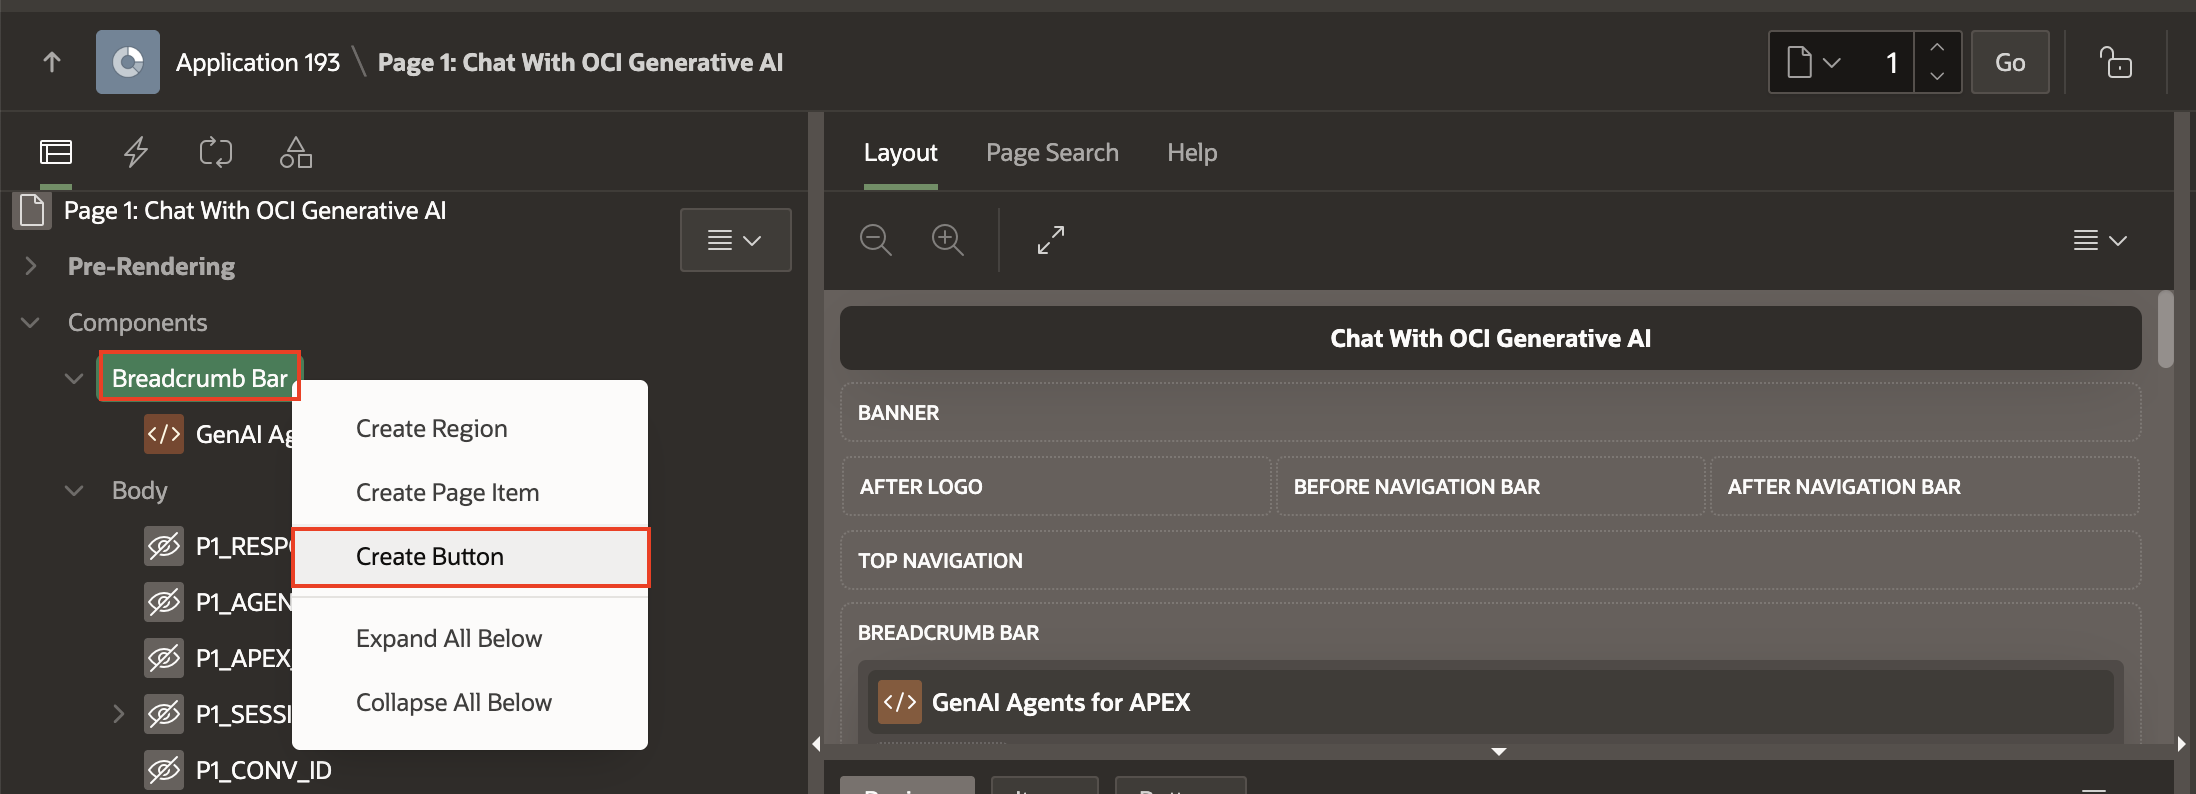 Application 193 \ Page 1: Chat With OCI Generative AI
1
Go
Layout
Page Search
Help
Page 1: Chat With OCI Generative AI
Pre-Rendering
Components
Breadcrumb Bar
GenAI Ag
Body
P1_RESP
P1_AGEN
P1_APEX_
P1_SESSI
P1_CONV_ID
Create Region
Create Page Item
Create Button
Expand All Below
Collapse All Below
Chat With OCI Generative AI
BANNER
AFTER LOGO
BEFORE NAVIGATION BAR
AFTER NAVIGATION BAR
TOP NAVIGATION
BREADCRUMB BAR
</> GenAI Agents for APEX